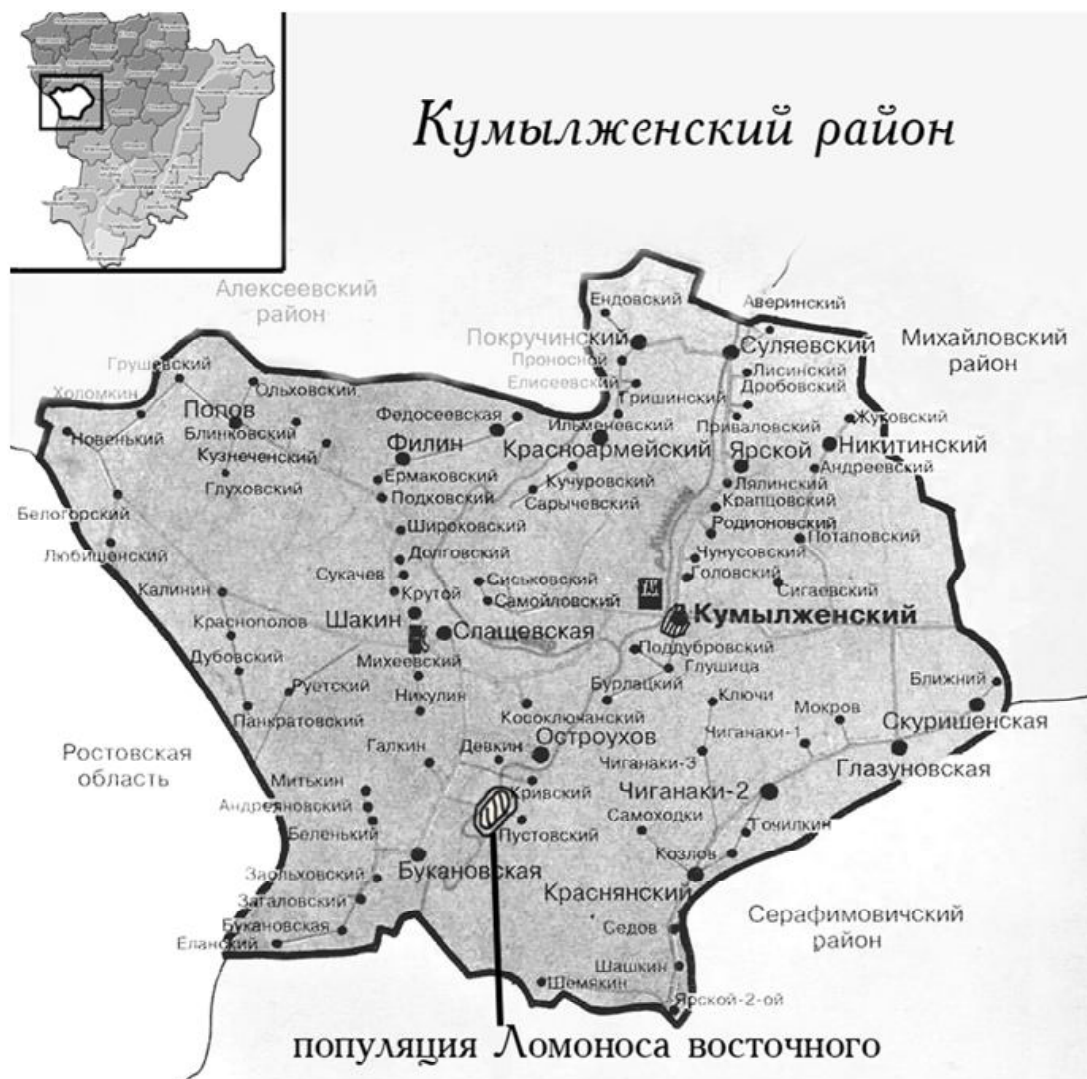 Кумылженский район
Алексеевский
район
Ендовский
Аверинский
Покручинский
Суляевский
Михайловский
район
Проносной
Лисинский
Грушевский
Елисеевский
Дробовский
Ольховский
Холомкин
Гришинский
Попов
Федосеевская
Ильменевский
Приваловский
Жуковский
Новенький
Блинковский
Филин
Красноармейский
Ярской
Никитинский
Кузнеченский
Андреевский
Ермаковский
Кучуровский
Лялинский
Глуховский
Подковский
Сарычевский
Крапцовский
Белогорский
Широковский
Родионовский
Потаповский
Любишенский
Долговский
Чунусовский
Сукачев
Сиськовский
Головский
Калинин
Крутой
Самойловский
Сигаевский
Краснополов
Шакин
Слащевская
Кумылженский
Дубовский
Михеевский
Поддубровский
Глушица
Руетский
Никулин
Бурлацкий
Ключи
Ближний
Панкратовский
Косоключанский
Мокров
Скуришенская
Ростовская
область
Галкин
Девкин
Остроухов
Чиганаки-1
Чиганаки-3
Глазуновская
Митькин
Кривский
Чиганаки-2
Андреяновский
Самоходки
Беленький
Пустовский
Точилкин
Букановская
Козлов
Заольховский
Краснянский
Загаловский
Серафимовичский
район
Букановская
Седов
Еланский
Шашкин
Шемякин
Ярской-2-ой
популяция Ломоноса восточного